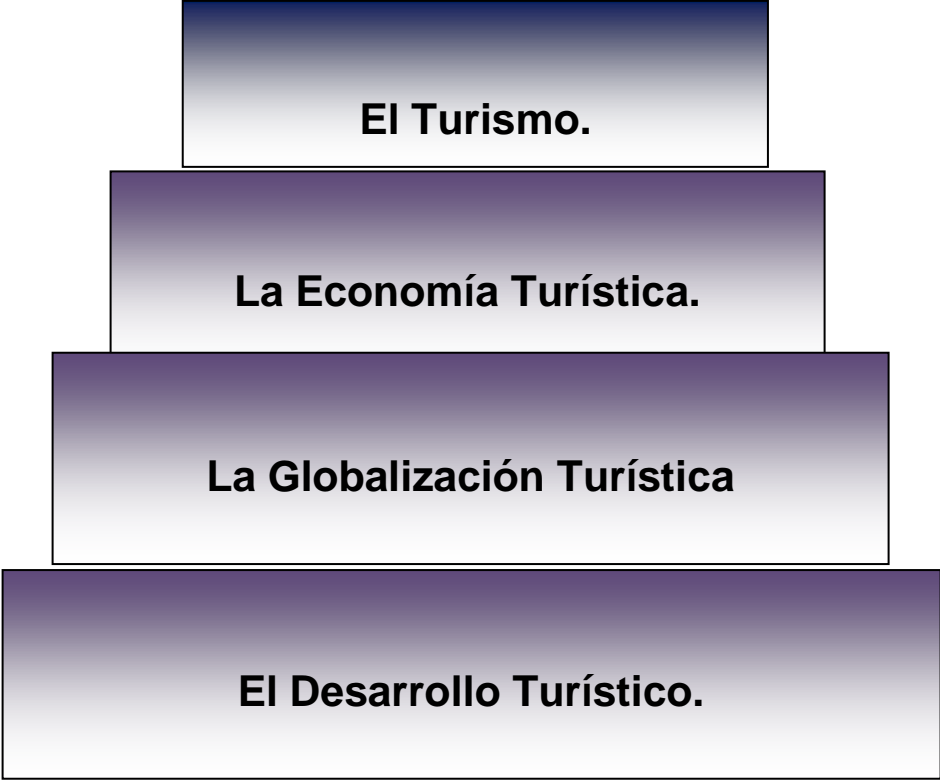 El Turismo.
La Economía Turística.
La Globalización Turística
El Desarrollo Turístico.